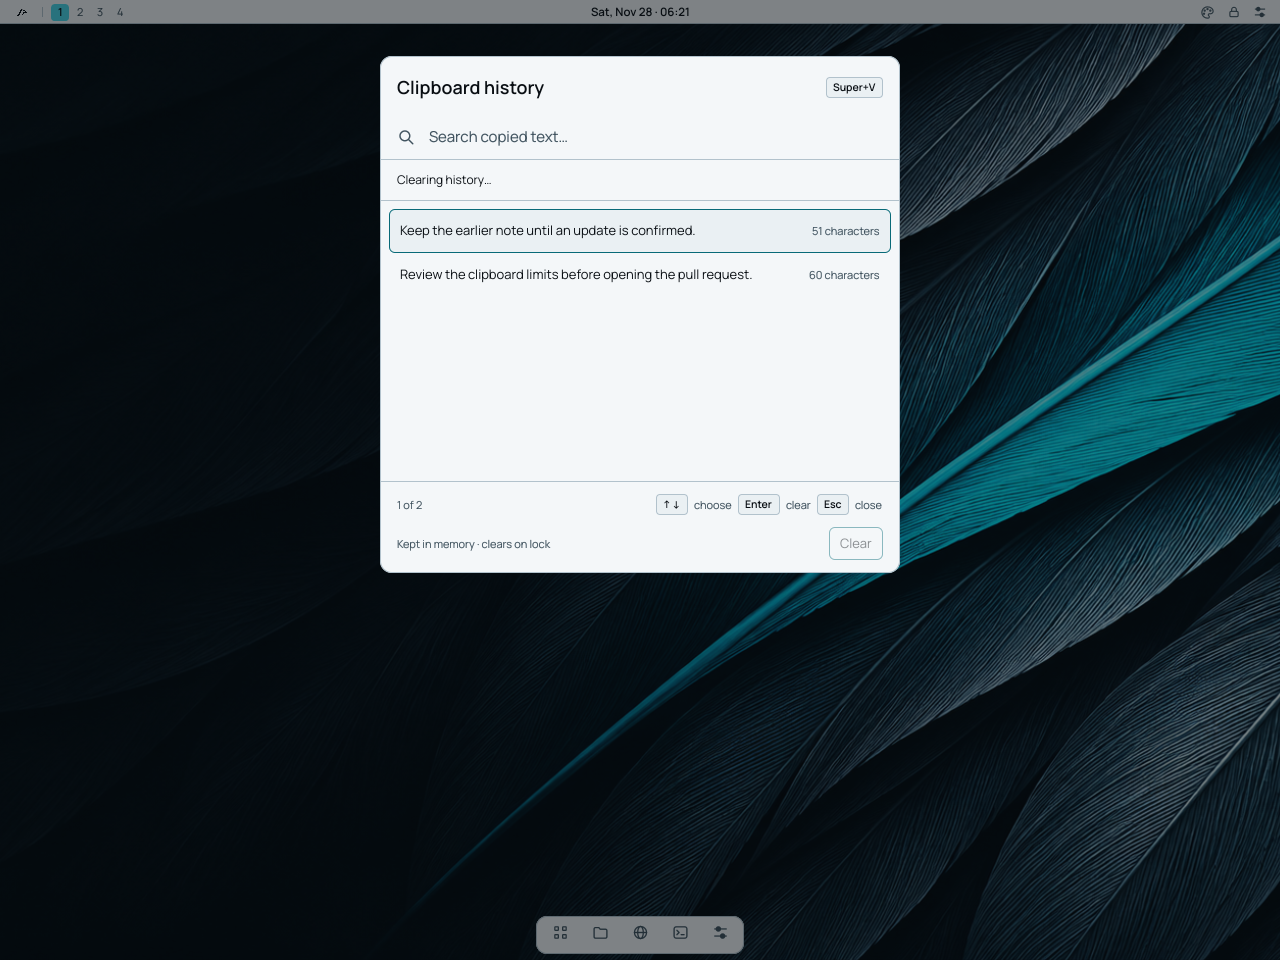 1 2 3 4
Sat, Nov 28 · 06:21
Clipboard history
Super+V
Search copied text…
Clearing history…
Keep the earlier note until an update is confirmed.
51 characters
Review the clipboard limits before opening the pull request.
60 characters
1 of 2
↑↓ choose Enter clear Esc close
Kept in memory · clears on lock
Clear